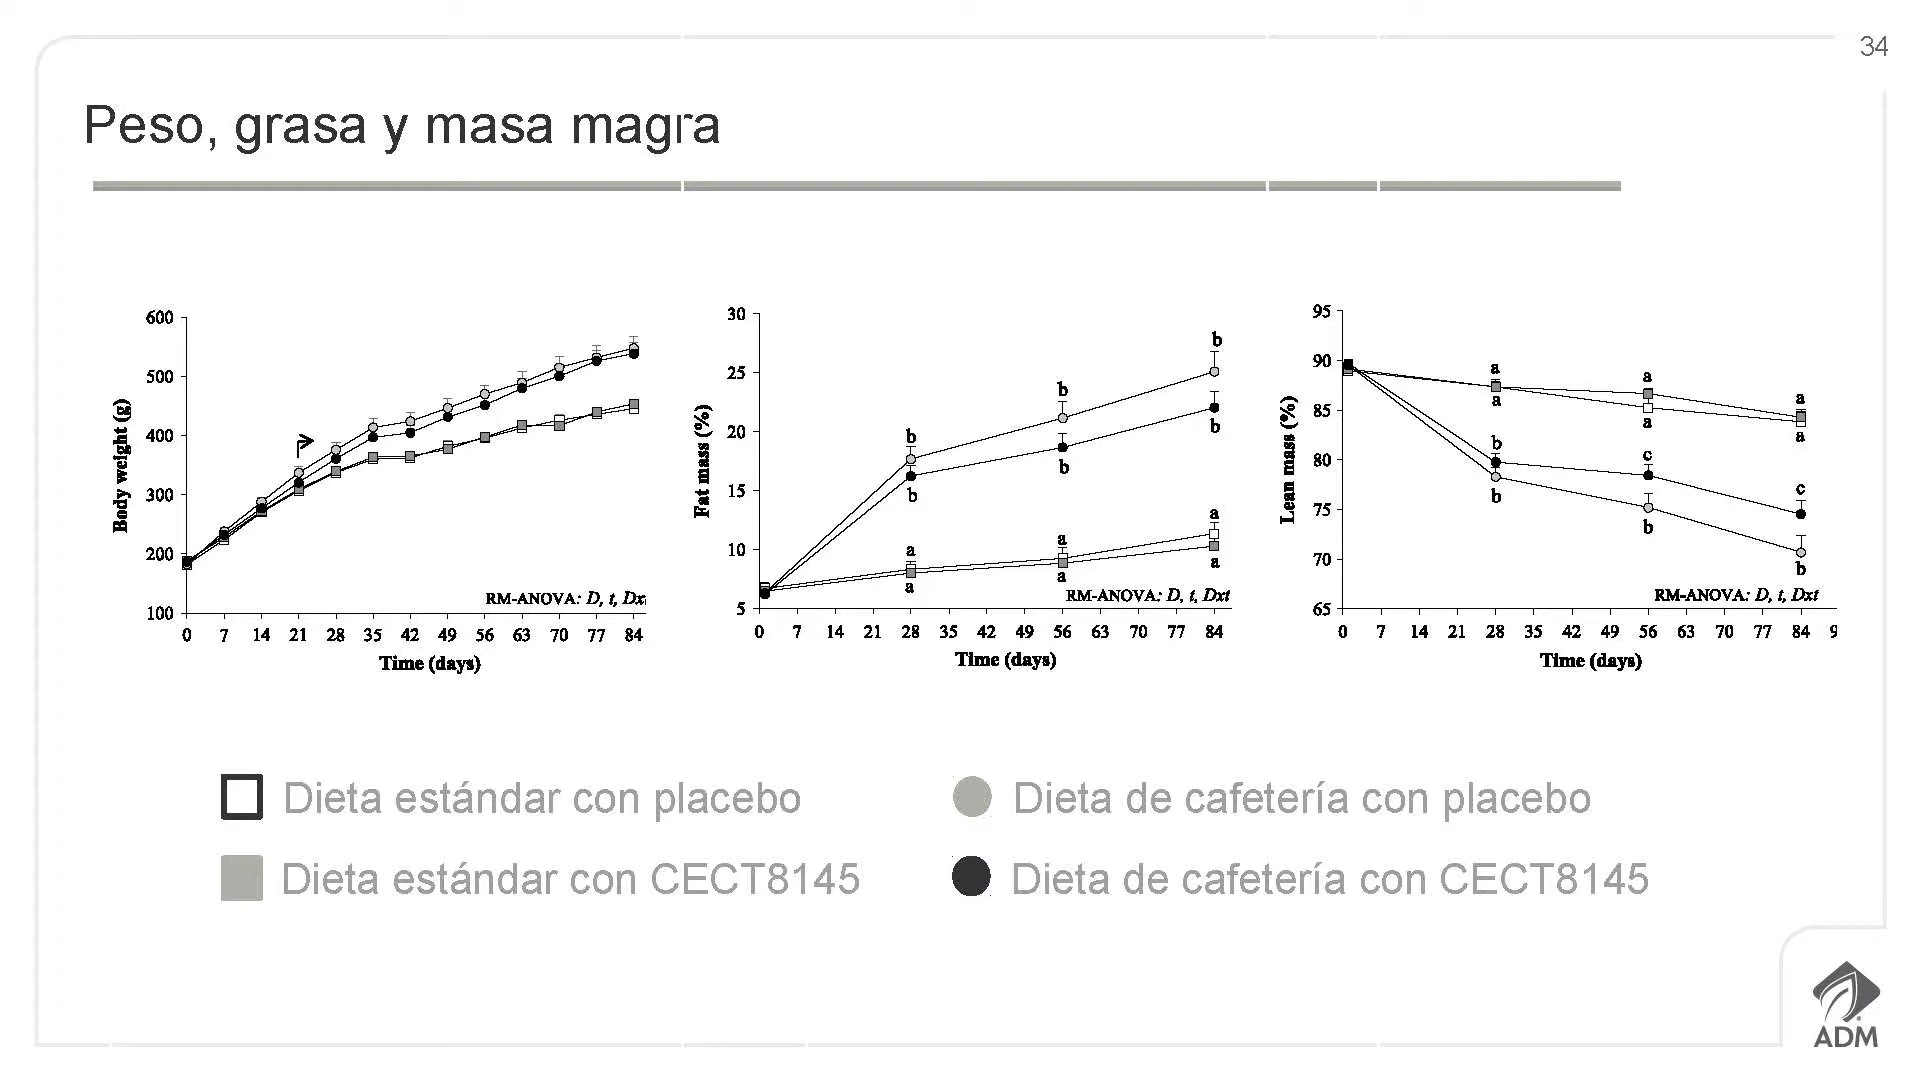 34
Peso, grasa y masa magra
600
500
400
300
200
100
Body weight (g)
RM-ANOVA: D, t, Dx
0 7 14 21 28 35 42 49 56 63 70 77 84
Time (days)
30
25
20
15
10
5
Fat mass (%)
b
b
b
b
b
b
a
a
a
a
a
a
RM-ANOVA: D, t, Dxt
0 7 14 21 28 35 42 49 56 63 70 77 84
Time (days)
95
90
85
80
75
70
65
Lean mass (%)
a
a
a
a
a
a
b
c
c
b
b
b
RM-ANOVA: D, t, Dxt
0 7 14 21 28 35 42 49 56 63 70 77 84 9
Time (days)
Dieta estándar con placebo
Dieta de cafetería con placebo
Dieta estándar con CECT8145
Dieta de cafetería con CECT8145
ADM